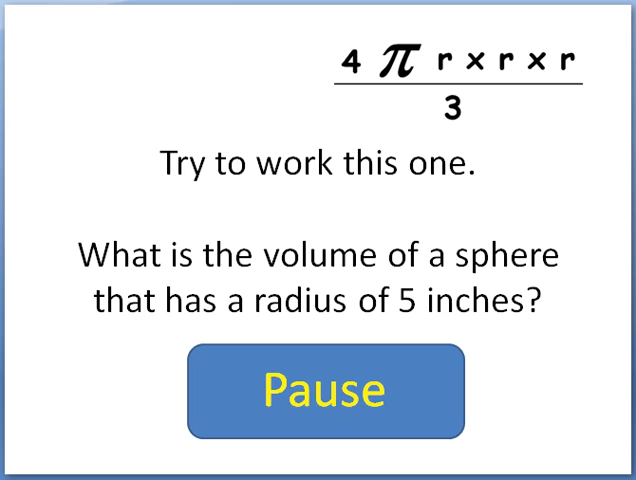 4 π r x r x r
3
Try to work this one.
What is the volume of a sphere
that has a radius of 5 inches?
Pause